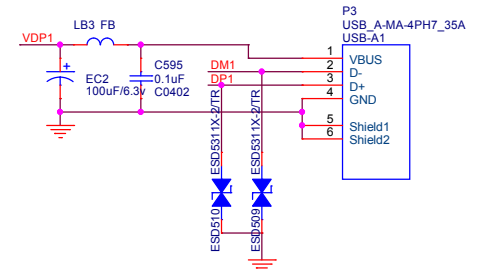 P3
USB_A-MA-4PH7_35A
USB-A1
LB3 FB
VDP1
1
VBUS
2
D-
3
D+
4
GND
5
Shield1
6
Shield2
DM1
DP1
+
EC2
100uF/6.3v
C595
0.1uF
C0402
ESD5311X-2/TR
ESD5311X-2/TR
ESD510
ESD509